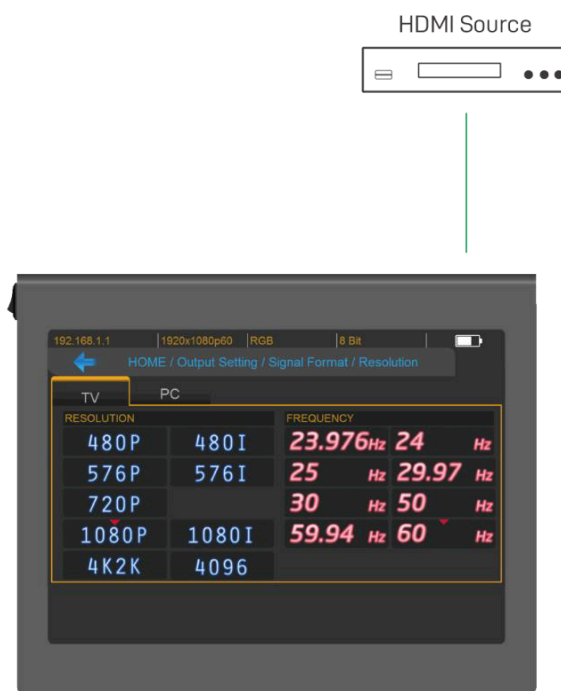 HDMI Source
192.168.1.1 1920x1080p60 RGB 8 Bit
HOME / Output Setting / Signal Format / Resolution
TV PC
RESOLUTION FREQUENCY
480P 480I 23.976Hz 24 Hz
576P 576I 25 Hz 29.97 Hz
720P 30 Hz 50 Hz
1080P 1080I 59.94 Hz 60 Hz
4K2K 4096